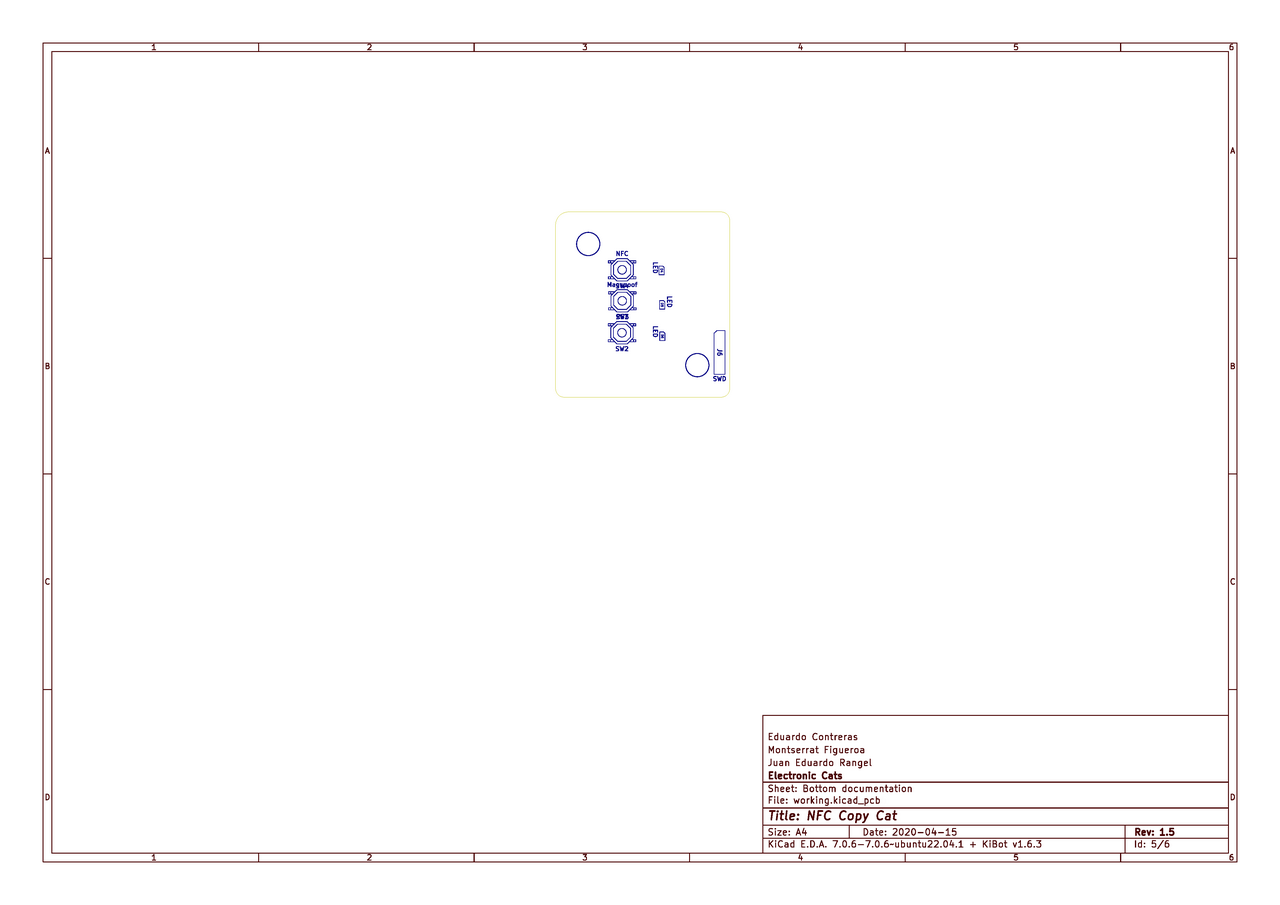 1 2 3 4 5 6
A A
NFC
LED
Magspoof
LED
LED
SW2
J6
B B
SWD
C C
Eduardo Contreras
Montserrat Figueroa
Juan Eduardo Rangel
Electronic Cats
Sheet: Bottom documentation
D D
File: working.kicad_pcb
Title: NFC Copy Cat
Size: A4 Date: 2020-04-15 Rev: 1.5
KiCad E.D.A. 7.0.6-7.0.6~ubuntu22.04.1 + KiBot v1.6.3 Id: 5/6
1 2 3 4 5 6